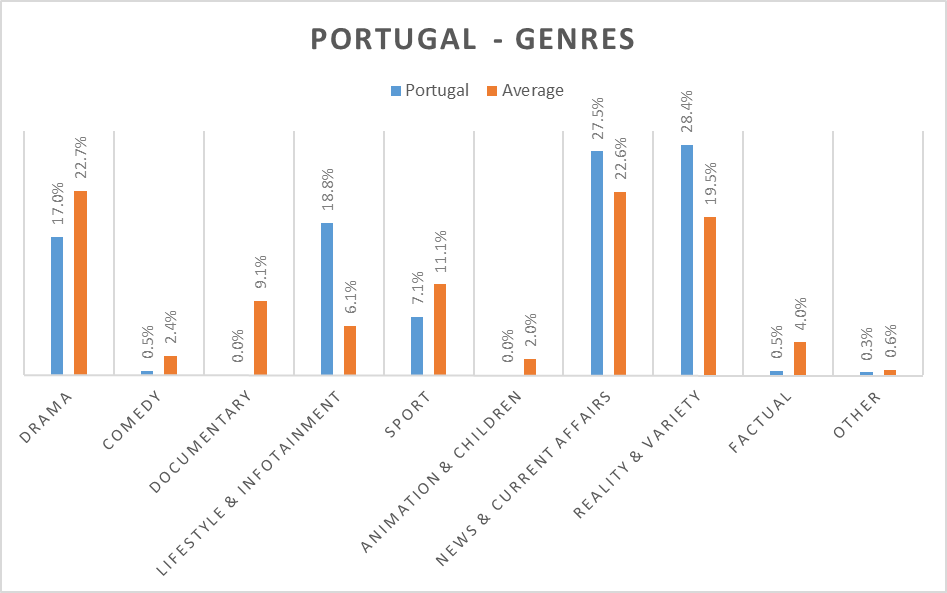 PORTUGAL - GENRES
Portugal Average
17.0% 22.7%
0.5% 2.4%
0.0% 9.1%
18.8% 6.1%
7.1% 11.1%
0.0% 2.0%
27.5% 22.6%
28.4% 19.5%
0.5% 4.0%
0.3% 0.6%
DRAMA
COMEDY
DOCUMENTARY
LIFESTYLE & INFOTAINMENT
SPORT
ANIMATION & CHILDREN
NEWS & CURRENT AFFAIRS
REALITY & VARIETY
FACTUAL
OTHER